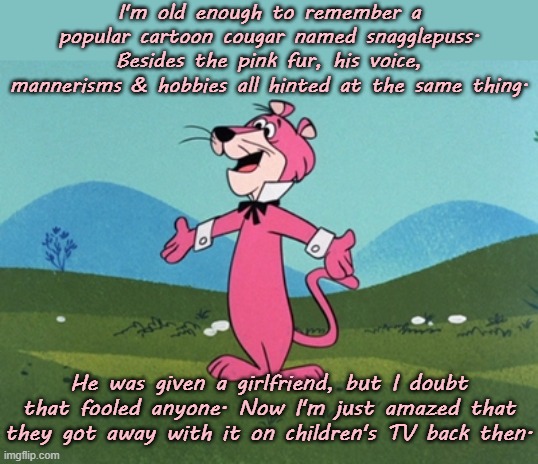 I'm old enough to remember a
popular cartoon cougar named snagglepuss.
Besides the pink fur, his voice,
mannerisms & hobbies all hinted at the same thing.
He was given a girlfriend, but I doubt
that fooled anyone. Now I'm just amazed that
they got away with it on children's TV back then.
imgflip.com